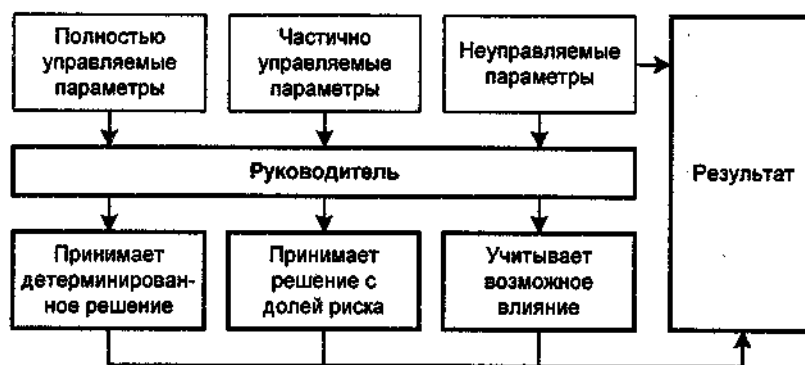 Полностью
управляемые
параметры
Частично
управляемые
параметры
Неуправляемые
параметры
Руководитель
Результат
Принимает
детерминирован-
ное решение
Принимает
решение с
долей риска
Учитывает
возможное
влияние